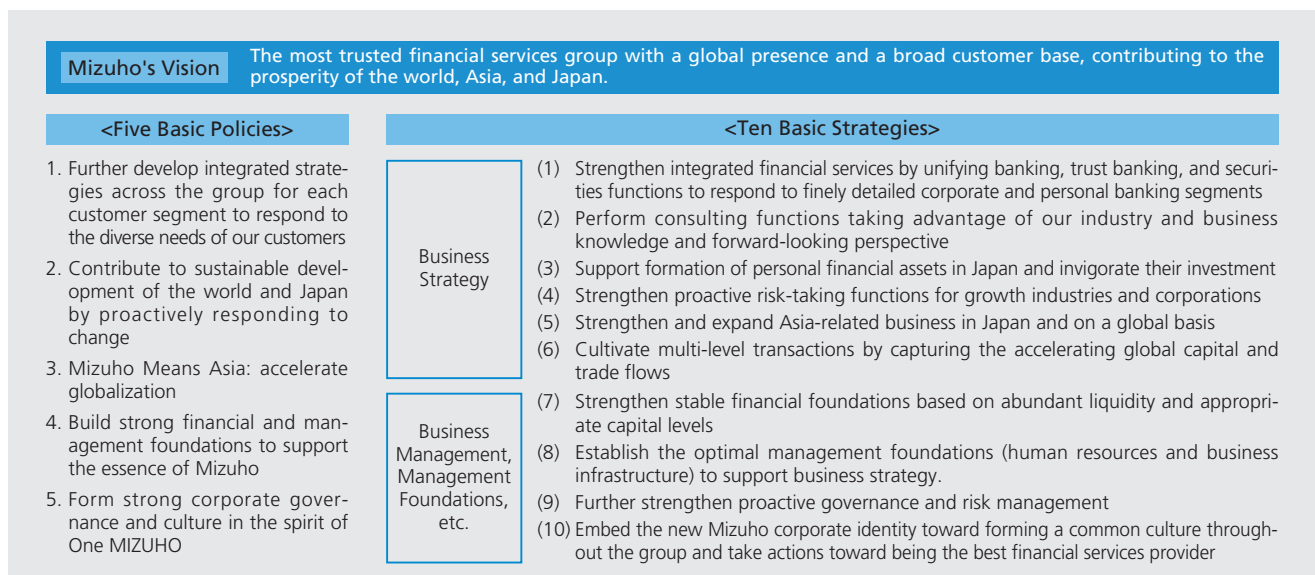 Mizuho's Vision
The most trusted financial services group with a global presence and a broad customer base, contributing to the
prosperity of the world, Asia, and Japan.
<Five Basic Policies>
1. Further develop integrated strate-
gies across the group for each
customer segment to respond to
the diverse needs of our customers
2. Contribute to sustainable devel-
opment of the world and Japan
by proactively responding to
change
3. Mizuho Means Asia: accelerate
globalization
4. Build strong financial and man-
agement foundations to support
the essence of Mizuho
5. Form strong corporate gover-
nance and culture in the spirit of
One MIZUHO
<Ten Basic Strategies>
Business
Strategy
(1) Strengthen integrated financial services by unifying banking, trust banking, and securi-
ties functions to respond to finely detailed corporate and personal banking segments
(2) Perform consulting functions taking advantage of our industry and business
knowledge and forward-looking perspective
(3) Support formation of personal financial assets in Japan and invigorate their investment
(4) Strengthen proactive risk-taking functions for growth industries and corporations
(5) Strengthen and expand Asia-related business in Japan and on a global basis
(6) Cultivate multi-level transactions by capturing the accelerating global capital and
trade flows
Business
Management,
Management
Foundations,
etc.
(7) Strengthen stable financial foundations based on abundant liquidity and appropri-
ate capital levels
(8) Establish the optimal management foundations (human resources and business
infrastructure) to support business strategy.
(9) Further strengthen proactive governance and risk management
(10) Embed the new Mizuho corporate identity toward forming a common culture through-
out the group and take actions toward being the best financial services provider